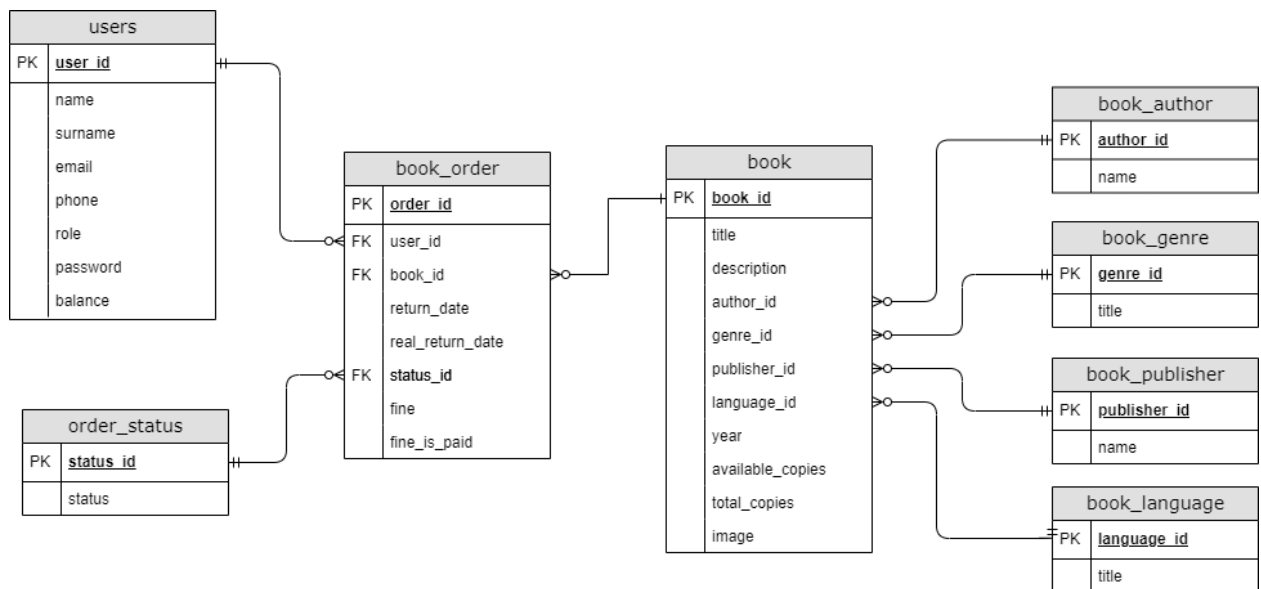 users
PK user_id
name
surname
email
phone
role
password
balance
order_status
PK status_id
status
book_order
PK order_id
FK user_id
FK book_id
return_date
real_return_date
FK status_id
fine
fine_is_paid
book
PK book_id
title
description
author_id
genre_id
publisher_id
language_id
year
available_copies
total_copies
image
book_author
PK author_id
name
book_genre
PK genre_id
title
book_publisher
PK publisher_id
name
book_language
PK language_id
title